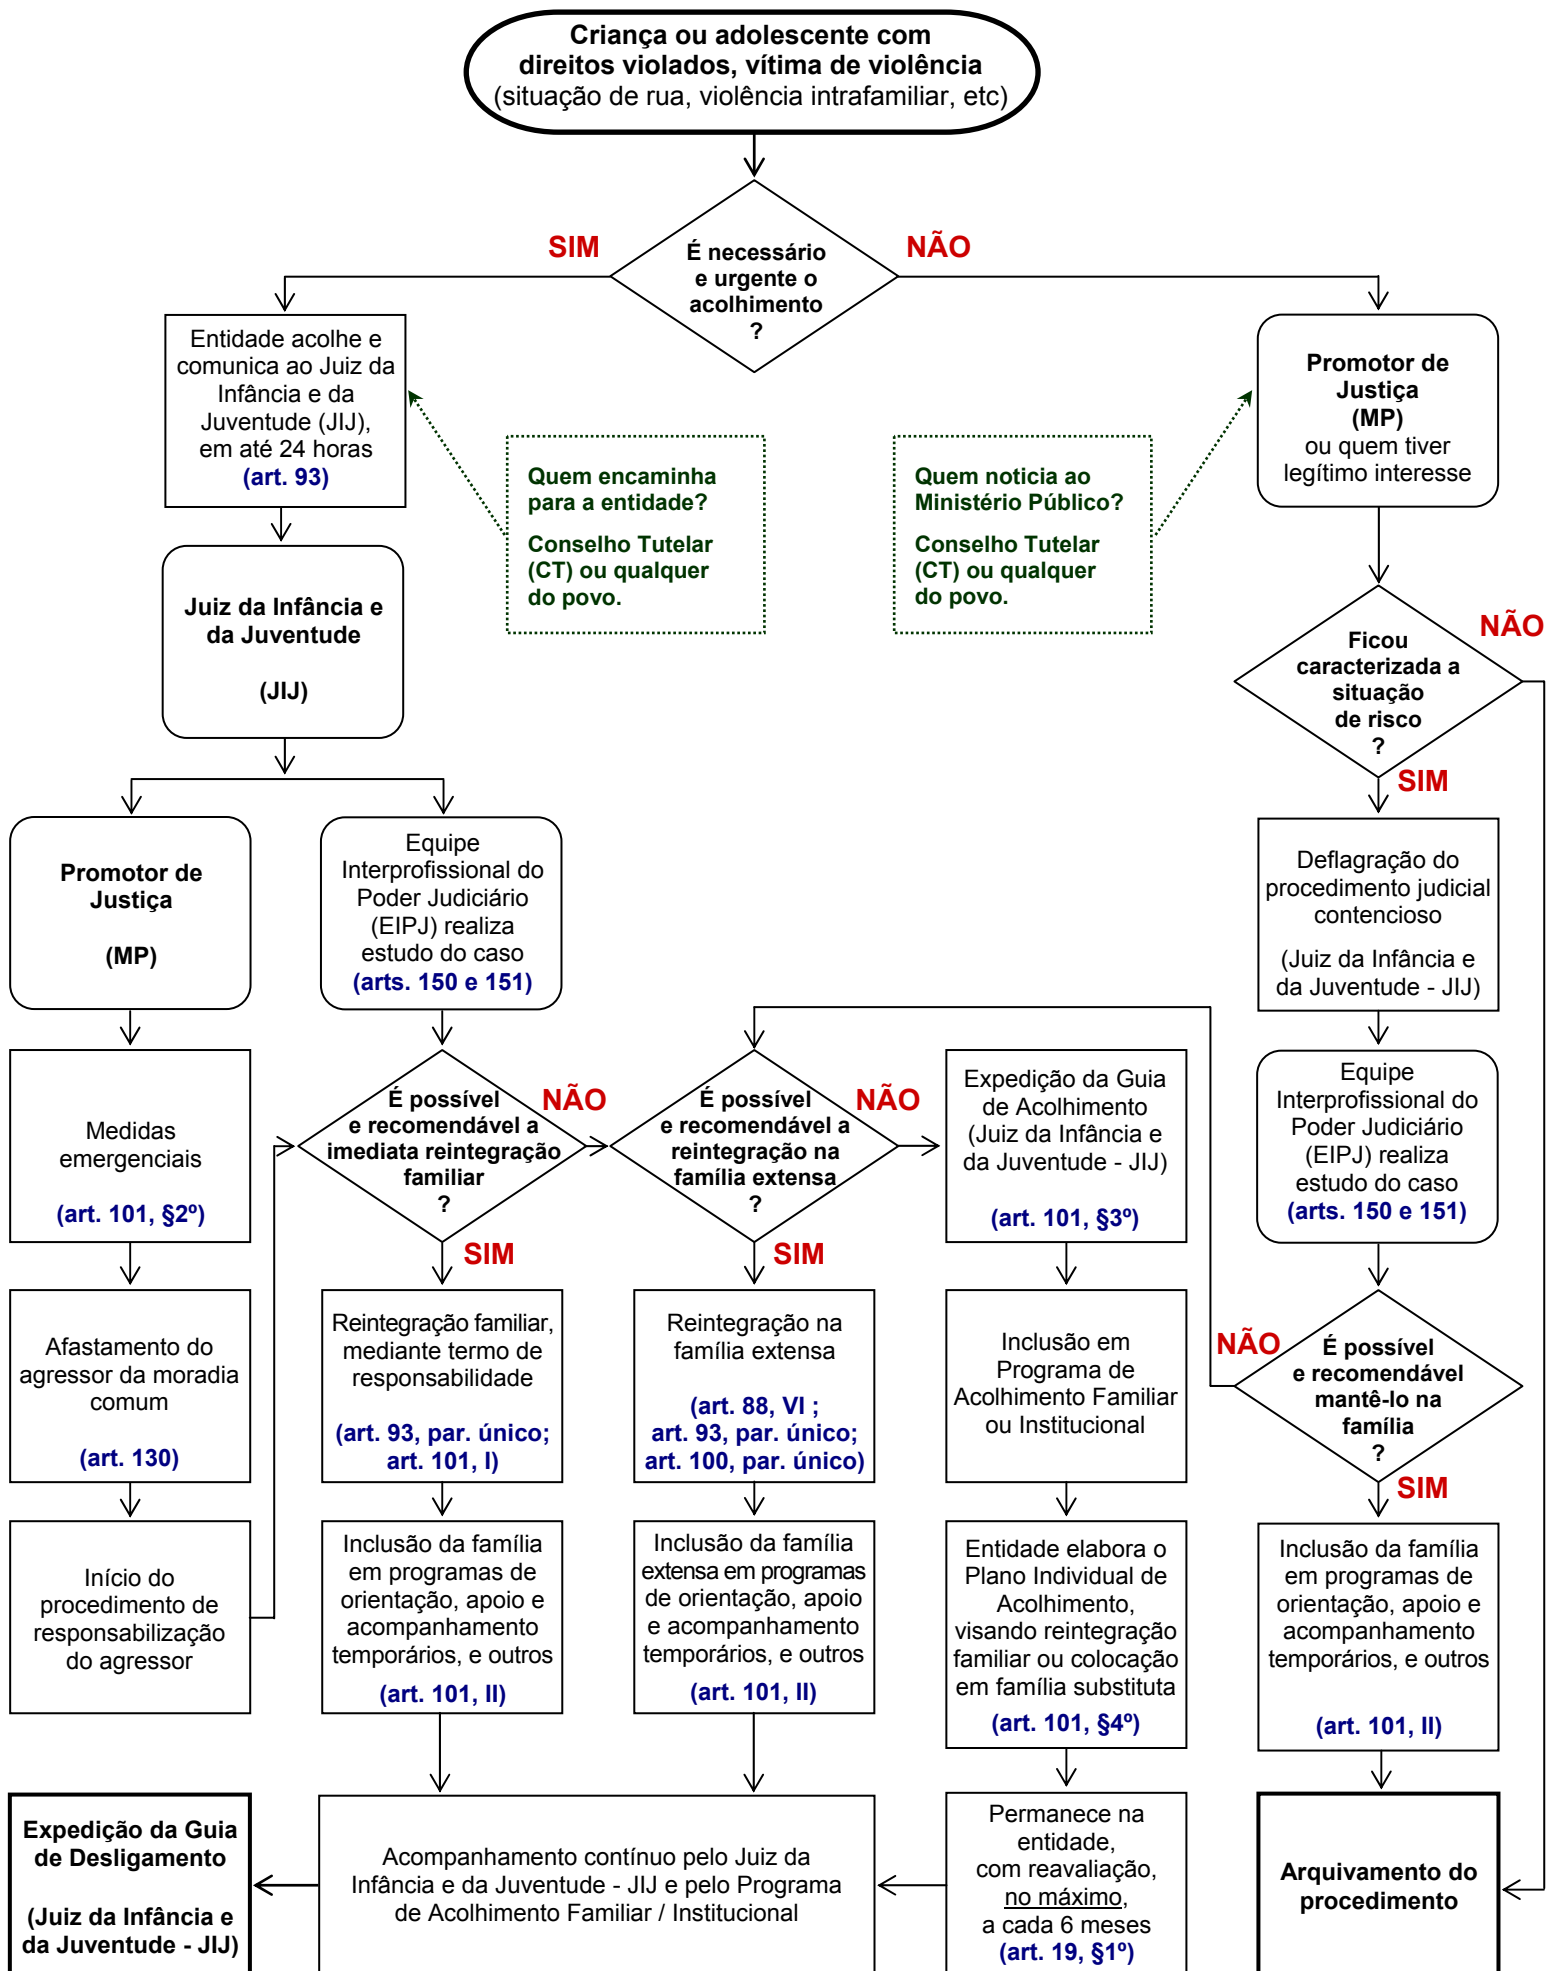 Criança ou adolescente com
direitos violados, vítima de violência
(situação de rua, violência intrafamiliar, etc)
SIM
NÃO
É necessário
e urgente o
acolhimento
?
Entidade acolhe e
comunica ao Juiz da
Infância e da
Juventude (JIJ),
em até 24 horas
(art. 93)
Quem encaminha
para a entidade?
Conselho Tutelar
(CT) ou qualquer
do povo.
Quem noticia ao
Ministério Público?
Conselho Tutelar
(CT) ou qualquer
do povo.
Promotor de
Justiça
(MP)
ou quem tiver
legítimo interesse
Juiz da Infância e
da Juventude
(JIJ)
Ficou
caracterizada a
situação
de risco
?
NÃO
SIM
Promotor de
Justiça
(MP)
Equipe
Interprofissional do
Poder Judiciário
(EIPJ) realiza
estudo do caso
(arts. 150 e 151)
Deflagração do
procedimento judicial
contencioso
(Juiz da Infância e
da Juventude - JIJ)
Medidas
emergenciais
(art. 101, §2º)
É possível
e recomendável a
imediata reintegração
familiar
?
NÃO
SIM
É possível
e recomendável a
reintegração na
família extensa
?
NÃO
SIM
Expedição da Guia
de Acolhimento
(Juiz da Infância e
da Juventude - JIJ)
(art. 101, §3º)
Equipe
Interprofissional do
Poder Judiciário
(EIPJ) realiza
estudo do caso
(arts. 150 e 151)
Afastamento do
agressor da moradia
comum
(art. 130)
Reintegração familiar,
mediante termo de
responsabilidade
(art. 93, par. único;
art. 101, I)
Reintegração na
família extensa
(art. 88, VI ;
art. 93, par. único;
art. 100, par. único)
Inclusão em
Programa de
Acolhimento Familiar
ou Institucional
NÃO
É possível
e recomendável
mantê-lo na
família
?
SIM
Início do
procedimento de
responsabilização
do agressor
Inclusão da família
em programas de
orientação, apoio e
acompanhamento
temporários, e outros
(art. 101, II)
Inclusão da família
extensa em programas
de orientação, apoio
e acompanhamento
temporários, e outros
(art. 101, II)
Entidade elabora o
Plano Individual de
Acolhimento,
visando reintegração
familiar ou colocação
em família substituta
(art. 101, §4º)
Inclusão da família
em programas de
orientação, apoio e
acompanhamento
temporários, e outros
(art. 101, II)
Expedição da Guia
de Desligamento
(Juiz da Infância e
da Juventude - JIJ)
Acompanhamento contínuo pelo Juiz da
Infância e da Juventude - JIJ e pelo Programa
de Acolhimento Familiar / Institucional
Permanece na
entidade,
com reavaliação,
no máximo,
a cada 6 meses
(art. 19, §1º)
Arquivamento do
procedimento